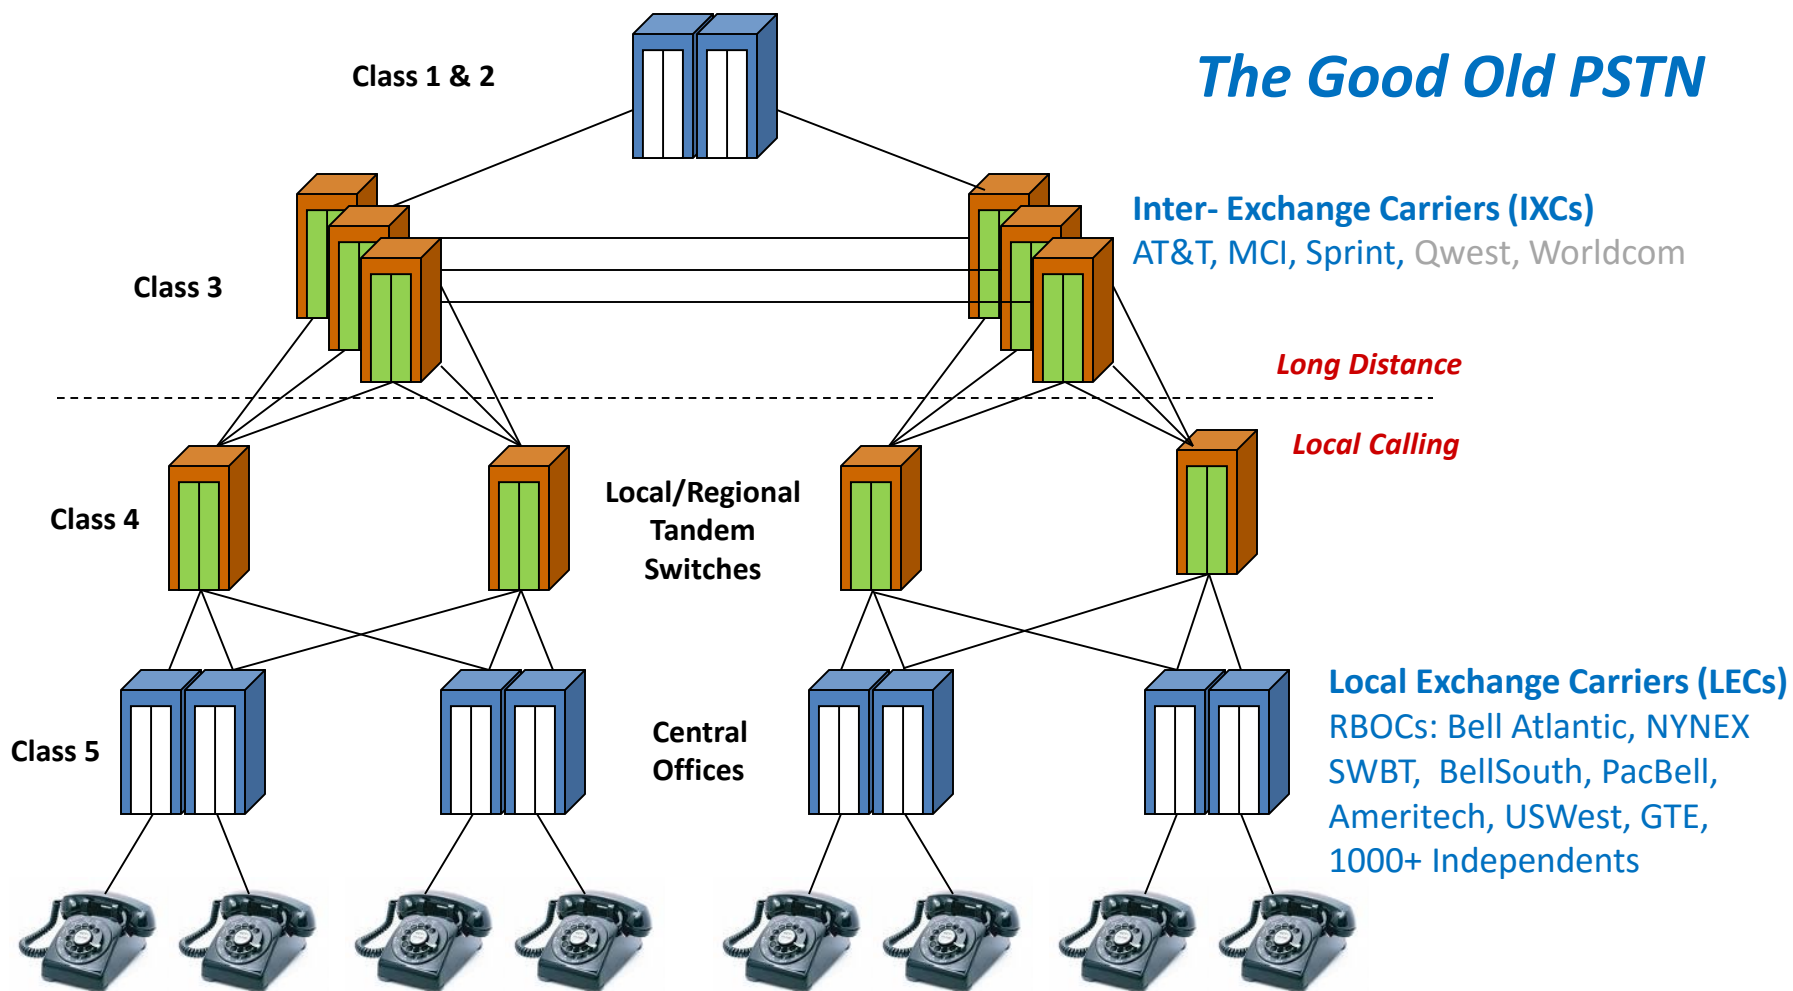 The Good Old PSTN
Class 1 & 2
Inter- Exchange Carriers (IXCs)
AT&T, MCI, Sprint, Qwest, Worldcom
Class 3
Long Distance
Local Calling
Class 4
Local/Regional
Tandem
Switches
Class 5
Central
Offices
Local Exchange Carriers (LECs)
RBOCs: Bell Atlantic, NYNEX
SWBT,  BellSouth, PacBell,
Ameritech, USWest, GTE,
1000+ Independents